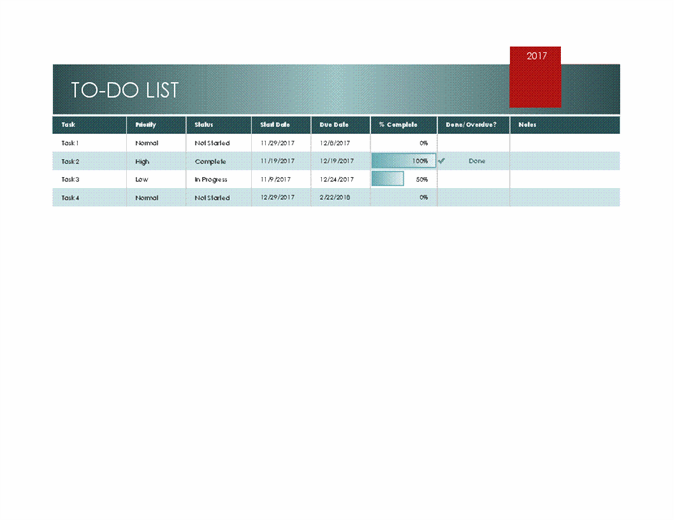 2017
TO-DO LIST
Task Priority Status Start Date Due Date % Complete Done/Overdue? Notes
Task 1 Normal Not Started 11/29/2017 12/8/2017 0%
Task 2 High Complete 11/19/2017 12/19/2017 100% Done
Task 3 Low In Progress 11/9/2017 12/24/2017 50%
Task 4 Normal Not Started 12/29/2017 2/22/2018 0%